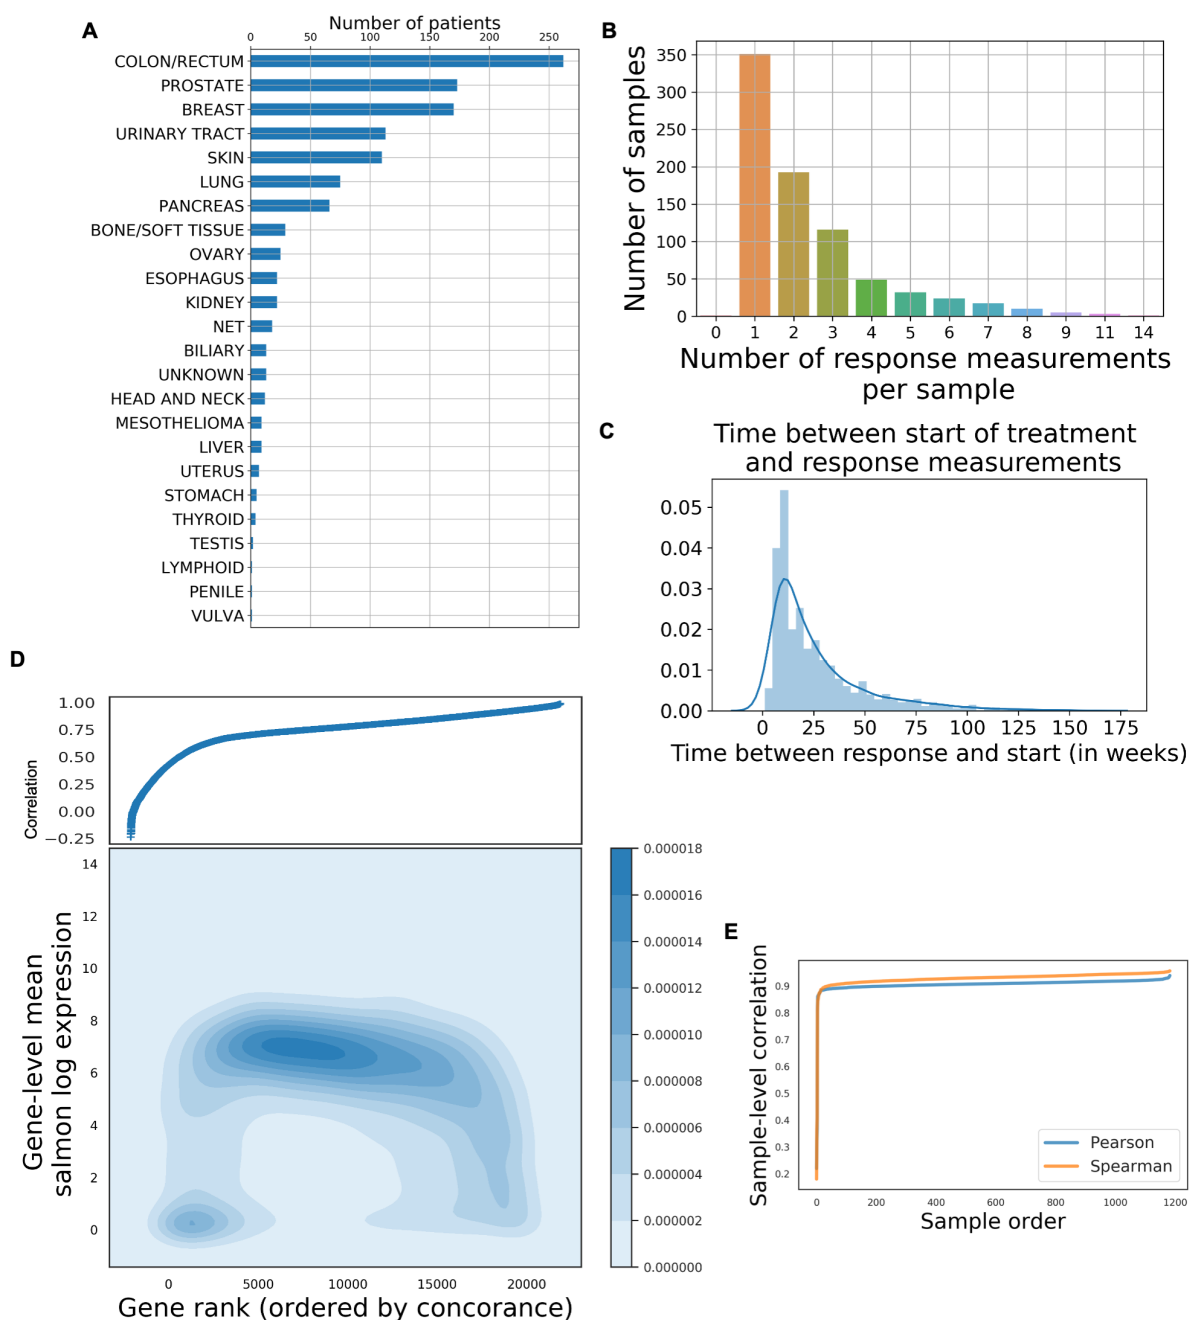 A
Number of patients
0 50 100 150 200 250
COLON/RECTUM
PROSTATE
BREAST
URINARY TRACT
SKIN
LUNG
PANCREAS
BONE/SOFT TISSUE
OVARY
ESOPHAGUS
KIDNEY
NET
BILIARY
UNKNOWN
HEAD AND NECK
MESOTHELIOMA
LIVER
UTERUS
STOMACH
THYROID
TESTIS
LYMPHOID
PENILE
VULVA
B
Number of samples
350
300
250
200
150
100
50
0
0 1 2 3 4 5 6 7 8 9 11 14
Number of response measurements
per sample
C
Time between start of treatment
and response measurements
0.05
0.04
0.03
0.02
0.01
0.00
0 25 50 75 100 125 150 175
Time between response and start (in weeks)
D
Correlation
1.00
0.75
0.50
0.25
0.00
−0.25
Gene-level mean
salmon log expression
14
12
10
8
6
4
2
0
0 5000 10000 15000 20000
Gene rank (ordered by concorance)
0.000018
0.000016
0.000014
0.000012
0.000010
0.000008
0.000006
0.000004
0.000002
0.000000
E
Sample-level correlation
0.9
0.8
0.7
0.6
0.5
0.4
0.3
0.2
Pearson
Spearman
0 200 400 600 800 1000 1200
Sample order